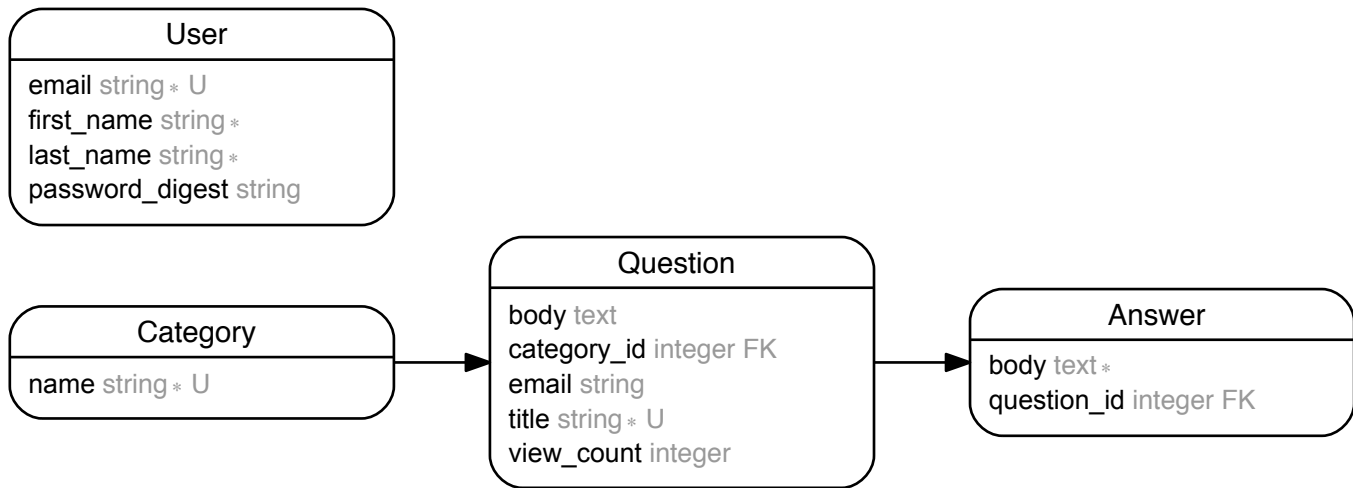 User
email string* U
first_name string*
last_name string*
password_digest string
Category
name string* U
Question
body text
category_id integer FK
email string
title string* U
view_count integer
Answer
body text*
question_id integer FK